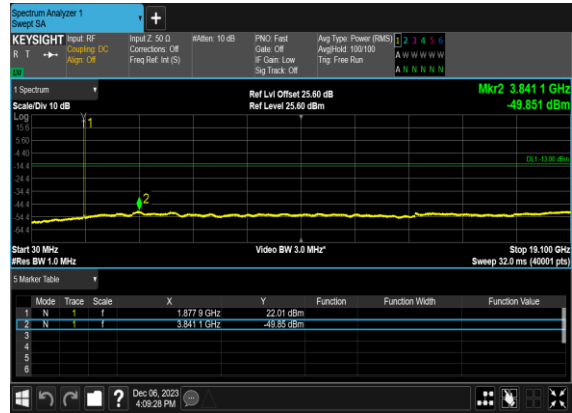 Spectrum Analyzer 1
Swept SA
+
KEYSIGHT Input: RF Input Z: 50 Ω #Atten: 10 dB PNO: Fast Avg Type: Power (RMS) 1 2 3 4 5 6
R T Coupling: DC Corrections: Off Gate: Off Avg|Hold: 100/100 A W W W W W
Align: Off Freq Ref: Int (S) IF Gain: Low Trig: Free Run
LW Sig Track: Off A N N N N N
1 Spectrum Ref Lvl Offset 25.60 dB Mkr2 3.841 1 GHz
Scale/Div 10 dB Ref Level 25.60 dBm -49.851 dBm
Log
1
15.6
5.60
-4.40
DL1 -13.00 dBm
-14.4
-24.4
-34.4
2
-44.4
-54.4
-64.4
Start 30 MHz Video BW 3.0 MHz* Stop 19.100 GHz
#Res BW 1.0 MHz Sweep 32.0 ms (40001 pts)
5 Marker Table
Mode Trace Scale X Y Function Function Width Function Value
1 N 1 f 1.877 9 GHz 22.01 dBm
2 N 1 f 3.841 1 GHz -49.85 dBm
3
4
5
6
? Dec 06, 2023
4:09:28 PM